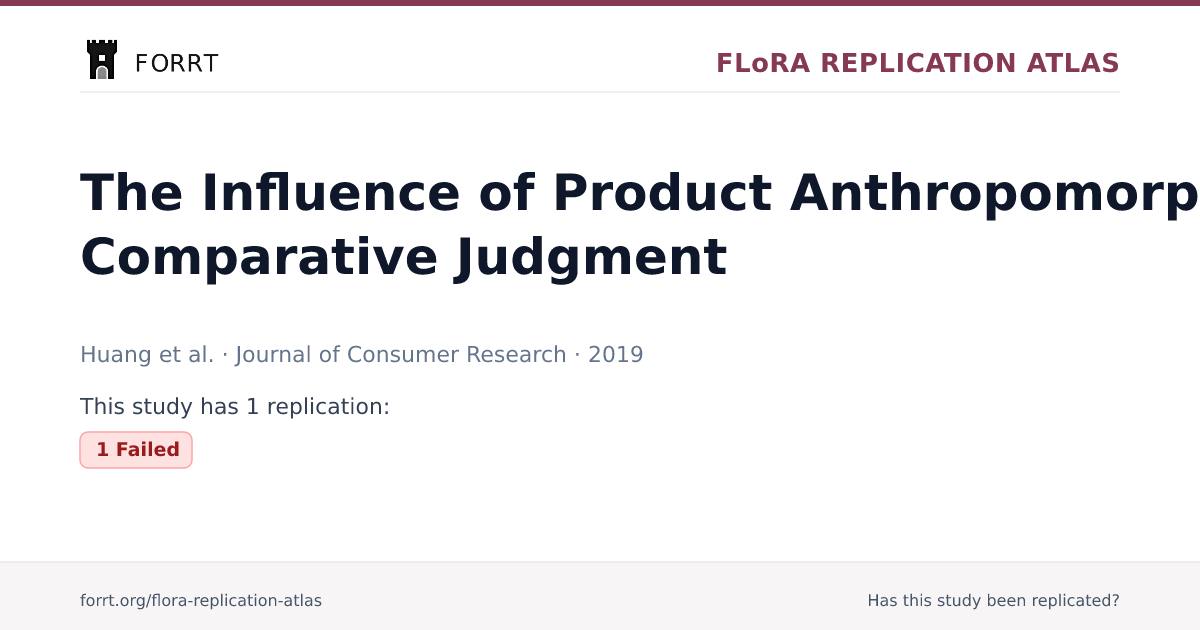 FORRT
FLoRA REPLICATION ATLAS
The Influence of Product Anthropomorp
Comparative Judgment
Huang et al. · Journal of Consumer Research · 2019
This study has 1 replication:
1 Failed
forrt.org/flora-replication-atlas
Has this study been replicated?